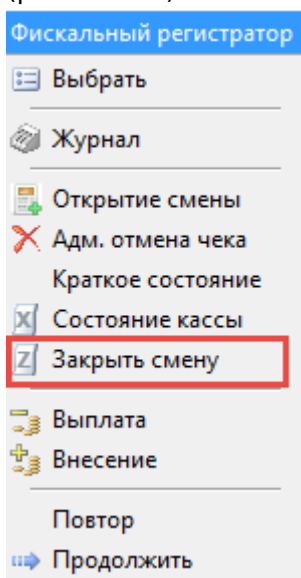 Фискальный регистратор
Выбрать
Журнал
Открытие смены
Адм. отмена чека
Краткое состояние
X Состояние кассы
Z Закрыть смену
Выплата
Внесение
Повтор
Продолжить